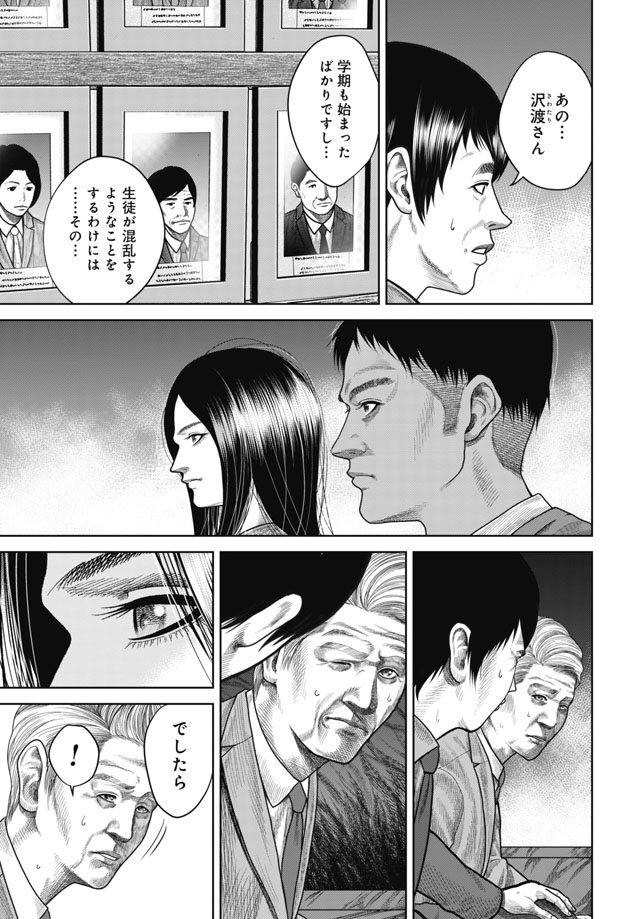 あの…
沢渡さん
さわたり
学期も始まった
ばかりですし…
生徒が混乱する
ようなことを
するわけには
……その…
でしたら
！